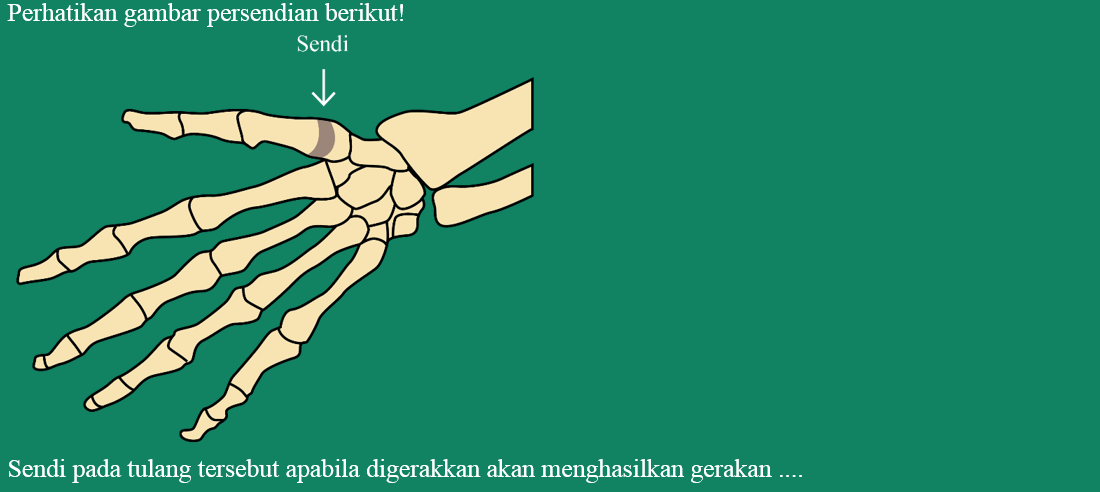 Perhatikan gambar persendian berikut!
Sendi
Sendi pada tulang tersebut apabila digerakkan akan menghasilkan gerakan ....